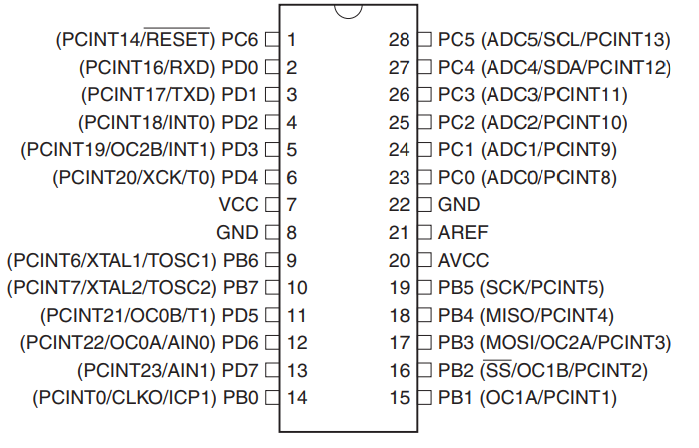 (PCINT14/RESET) PC6 1 28 PC5 (ADC5/SCL/PCINT13)
(PCINT16/RXD) PD0 2 27 PC4 (ADC4/SDA/PCINT12)
(PCINT17/TXD) PD1 3 26 PC3 (ADC3/PCINT11)
(PCINT18/INT0) PD2 4 25 PC2 (ADC2/PCINT10)
(PCINT19/OC2B/INT1) PD3 5 24 PC1 (ADC1/PCINT9)
(PCINT20/XCK/T0) PD4 6 23 PC0 (ADC0/PCINT8)
VCC 7 22 GND
GND 8 21 AREF
(PCINT6/XTAL1/TOSC1) PB6 9 20 AVCC
(PCINT7/XTAL2/TOSC2) PB7 10 19 PB5 (SCK/PCINT5)
(PCINT21/OC0B/T1) PD5 11 18 PB4 (MISO/PCINT4)
(PCINT22/OC0A/AIN0) PD6 12 17 PB3 (MOSI/OC2A/PCINT3)
(PCINT23/AIN1) PD7 13 16 PB2 (SS/OC1B/PCINT2)
(PCINT0/CLKO/ICP1) PB0 14 15 PB1 (OC1A/PCINT1)